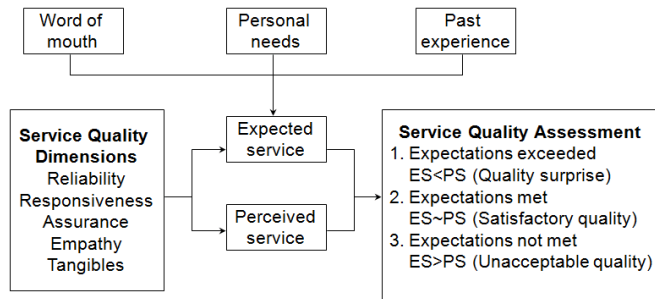 Word of
mouth
Personal
needs
Past
experience
Service Quality
Dimensions
Reliability
Responsiveness
Assurance
Empathy
Tangibles
Expected
service
Perceived
service
Service Quality Assessment
1. Expectations exceeded
ES<PS (Quality surprise)
2. Expectations met
ES~PS (Satisfactory quality)
3. Expectations not met
ES>PS (Unacceptable quality)